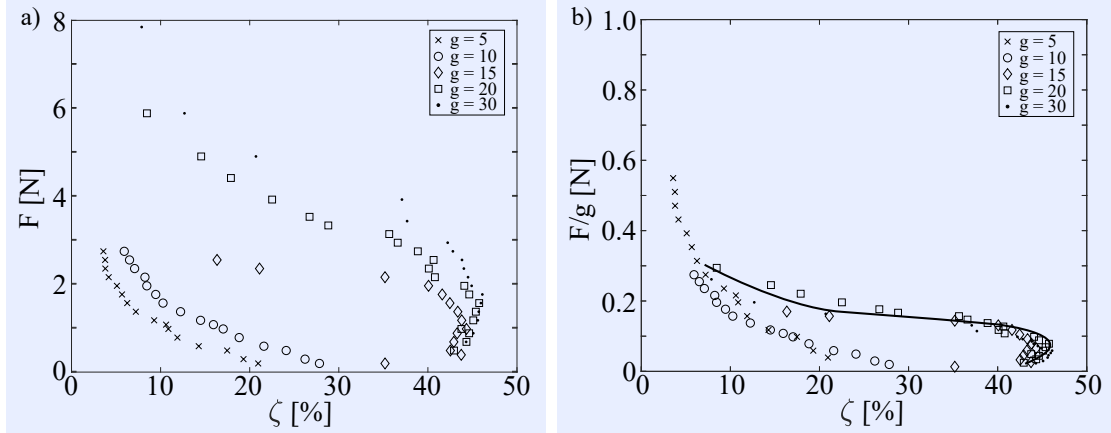 a)
8
6
4
2
0
F [N]
0
10
20
30
40
50
ζ [%]
× g = 5
○ g = 10
◇ g = 15
□ g = 20
· g = 30
b)
1.0
0.8
0.6
0.4
0.2
0
F/g [N]
0
10
20
30
40
50
ζ [%]
× g = 5
○ g = 10
◇ g = 15
□ g = 20
· g = 30